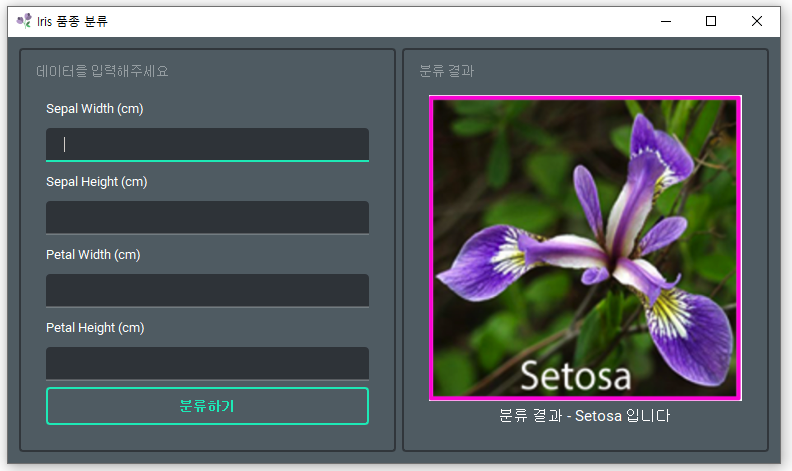 Iris 품종 분류
데이터를 입력해주세요
Sepal Width (cm)
Sepal Height (cm)
Petal Width (cm)
Petal Height (cm)
분류하기
분류 결과
Setosa
분류 결과 - Setosa 입니다